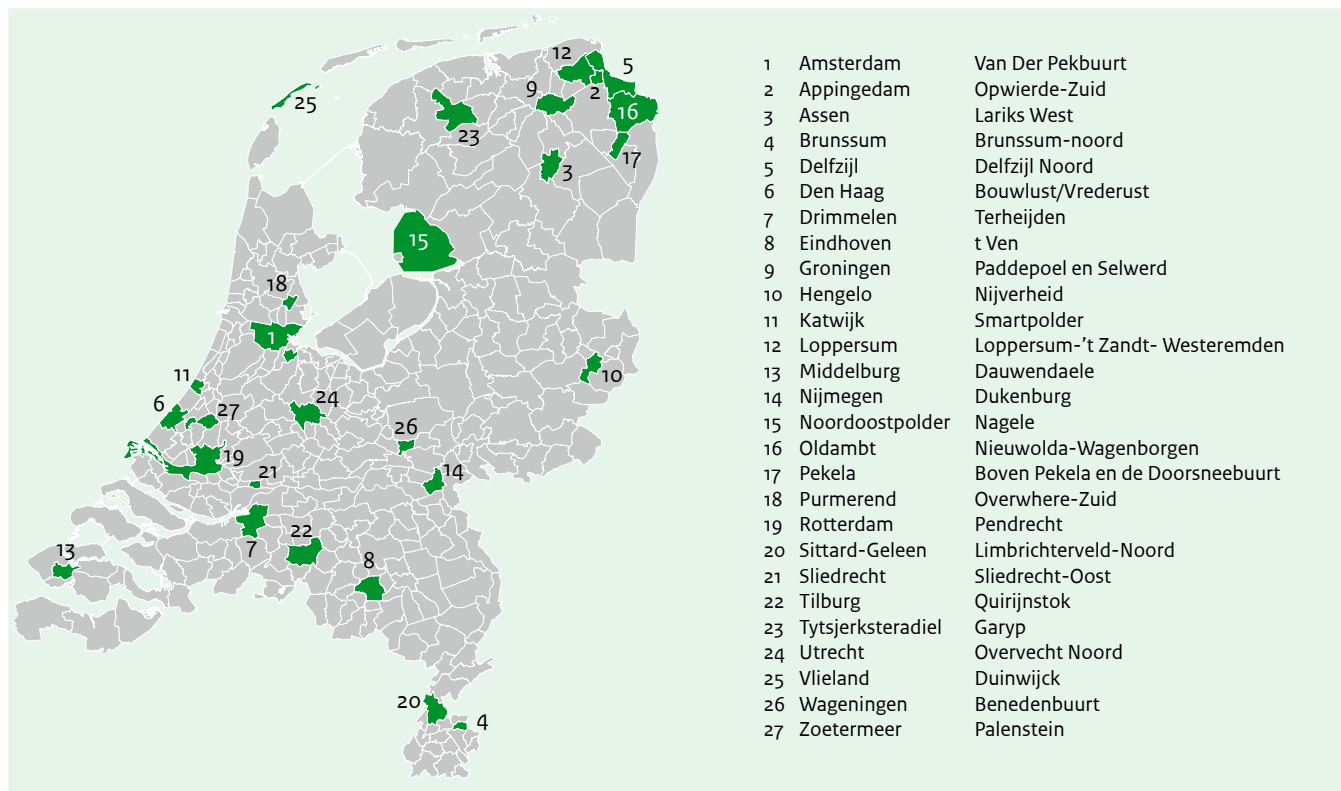 12
5
9
2
25
16
23
17
3
15
18
1
11
10
6
27
24
26
19
14
21
22
7
13
8
20
4
1 Amsterdam Van Der Pekbuurt
2 Appingedam Opwierde-Zuid
3 Assen Lariks West
4 Brunssum Brunssum-noord
5 Delfzijl Delfzijl Noord
6 Den Haag Bouwlust/Vrederust
7 Drimmelen Terheijden
8 Eindhoven t Ven
9 Groningen Paddepoel en Selwerd
10 Hengelo Nijverheid
11 Katwijk Smartpolder
12 Loppersum Loppersum-’t Zandt- Westeremden
13 Middelburg Dauwendaele
14 Nijmegen Dukenburg
15 Noordoostpolder Nagele
16 Oldambt Nieuwolda-Wagenborgen
17 Pekela Boven Pekela en de Doorsneebuurt
18 Purmerend Overwhere-Zuid
19 Rotterdam Pendrecht
20 Sittard-Geleen Limbrichterveld-Noord
21 Sliedrecht Sliedrecht-Oost
22 Tilburg Quirijnstok
23 Tytsjerksteradiel Garyp
24 Utrecht Overvecht Noord
25 Vlieland Duinwijck
26 Wageningen Benedenbuurt
27 Zoetermeer Palenstein